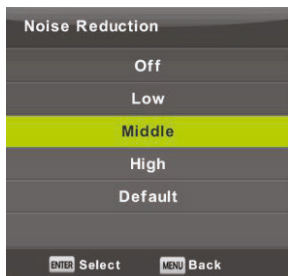 Noise Reduction
Off
Low
Middle
High
Default
ENTER Select MENU Back